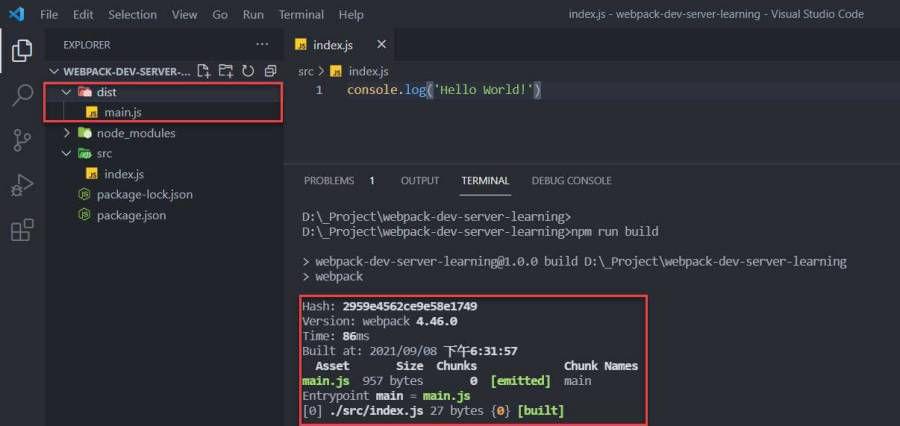 File Edit Selection View Go Run Terminal Help index.js - webpack-dev-server-learning - Visual Studio Code
EXPLORER
index.js
WEBPACK-DEV-SERVER-...
src > index.js
dist
1 console.log('Hello World!')
JS main.js
node_modules
src
JS index.js
package-lock.json
package.json
PROBLEMS 1 OUTPUT TERMINAL DEBUG CONSOLE
D:\_Project\webpack-dev-server-learning>
D:\_Project\webpack-dev-server-learning>npm run build
> webpack-dev-server-learning@1.0.0 build D:\_Project\webpack-dev-server-learning
> webpack
Hash: 2959e4562ce9e58e1749
Version: webpack 4.46.0
Time: 86ms
Built at: 2021/09/08 下午6:31:57
Asset Size Chunks Chunk Names
main.js 957 bytes 0 [emitted] main
Entrypoint main = main.js
[0] ./src/index.js 27 bytes {0} [built]